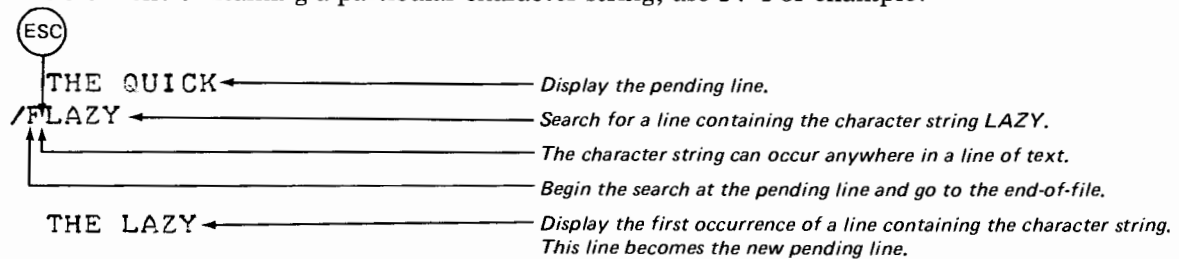 ESC
THE QUICK Display the pending line.
/FLAZY Search for a line containing the character string LAZY.
The character string can occur anywhere in a line of text.
Begin the search at the pending line and go to the end-of-file.
THE LAZY Display the first occurrence of a line containing the character string.
This line becomes the new pending line.